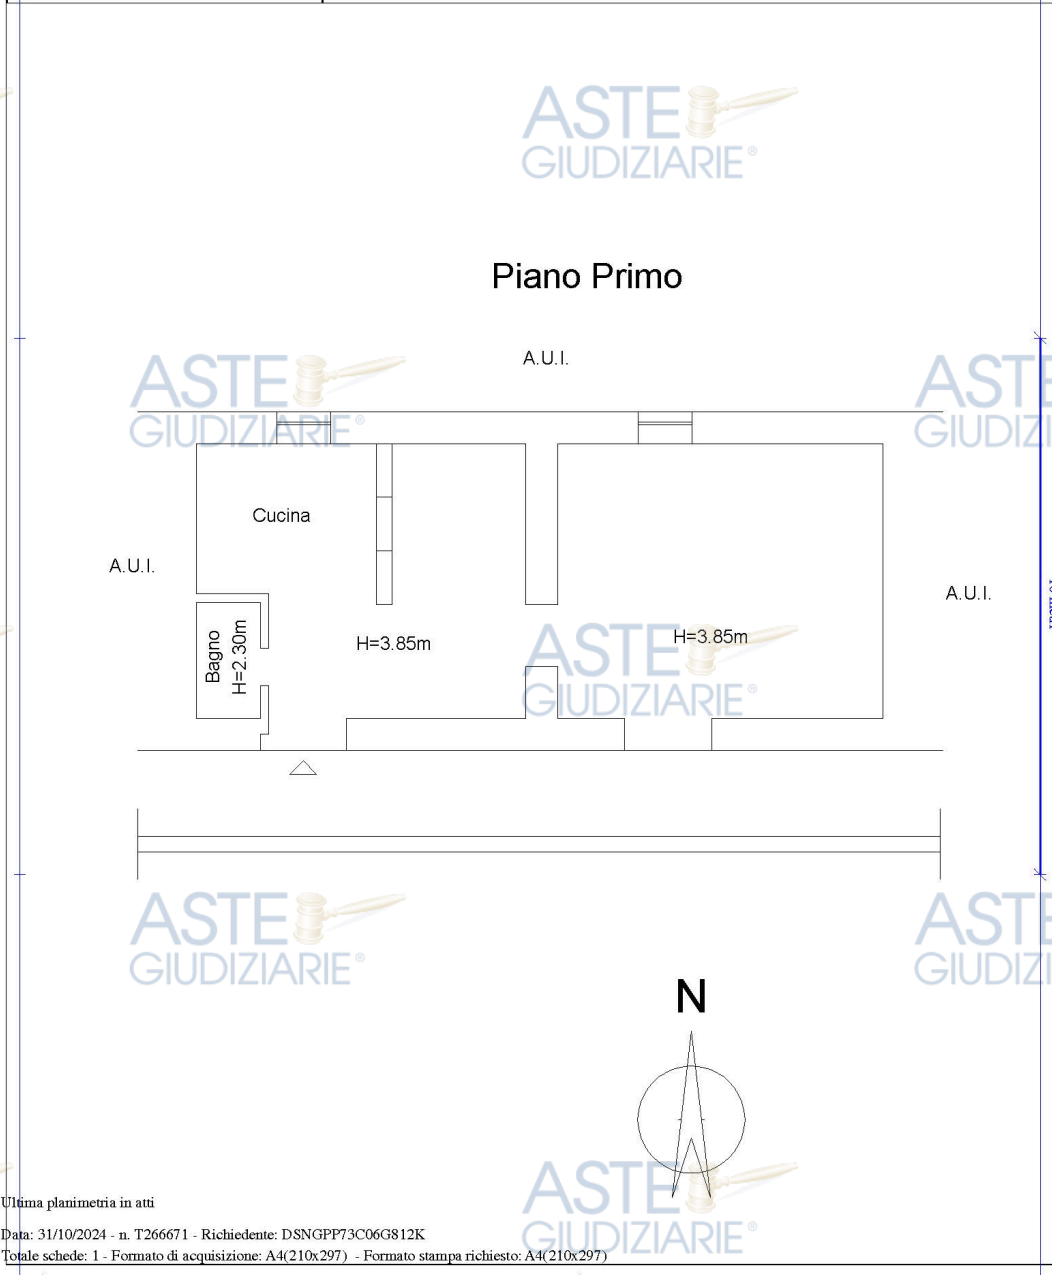 ASTE
GIUDIZIARIE®
Piano Primo
A.U.I.
ASTE
GIUDIZIARIE®
ASTE
GIUDIZI
Cucina
A.U.I.
A.U.I.
Bagno
H=2.30m
H=3.85m
H=3.85m
ASTE
GIUDIZIARIE®
ASTE
GIUDIZIARIE®
ASTE
GIUDIZI
N
ASTE
GIUDIZIARIE®
Ultima planimetria in atti
Data: 31/10/2024 - n. T266671 - Richiedente: DSNGPP73C06G812K
Totale schede: 1 - Formato di acquisizione: A4(210x297) - Formato stampa richiesto: A4(210x297)